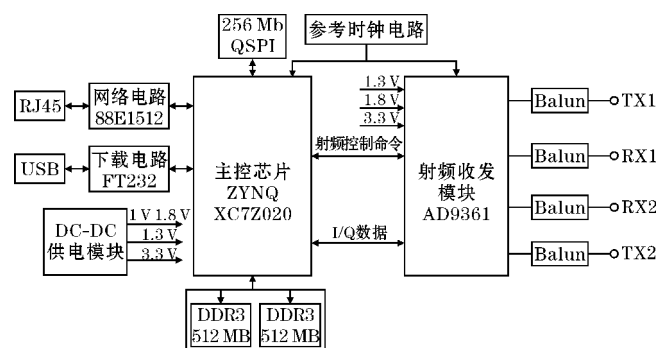 256 Mb
QSPI
参考时钟电路
RJ45
网络电路
88E1512
USB
下载电路
FT232
DC-DC
供电模块
1 V 1.8 V
1.3 V
3.3 V
主控芯片
ZYNQ
XC7Z020
1.3 V
1.8 V
3.3 V
射频控制命令
I/Q数据
射频收发
模块
AD9361
Balun
TX1
Balun
RX1
Balun
RX2
Balun
TX2
DDR3
512 MB
DDR3
512 MB